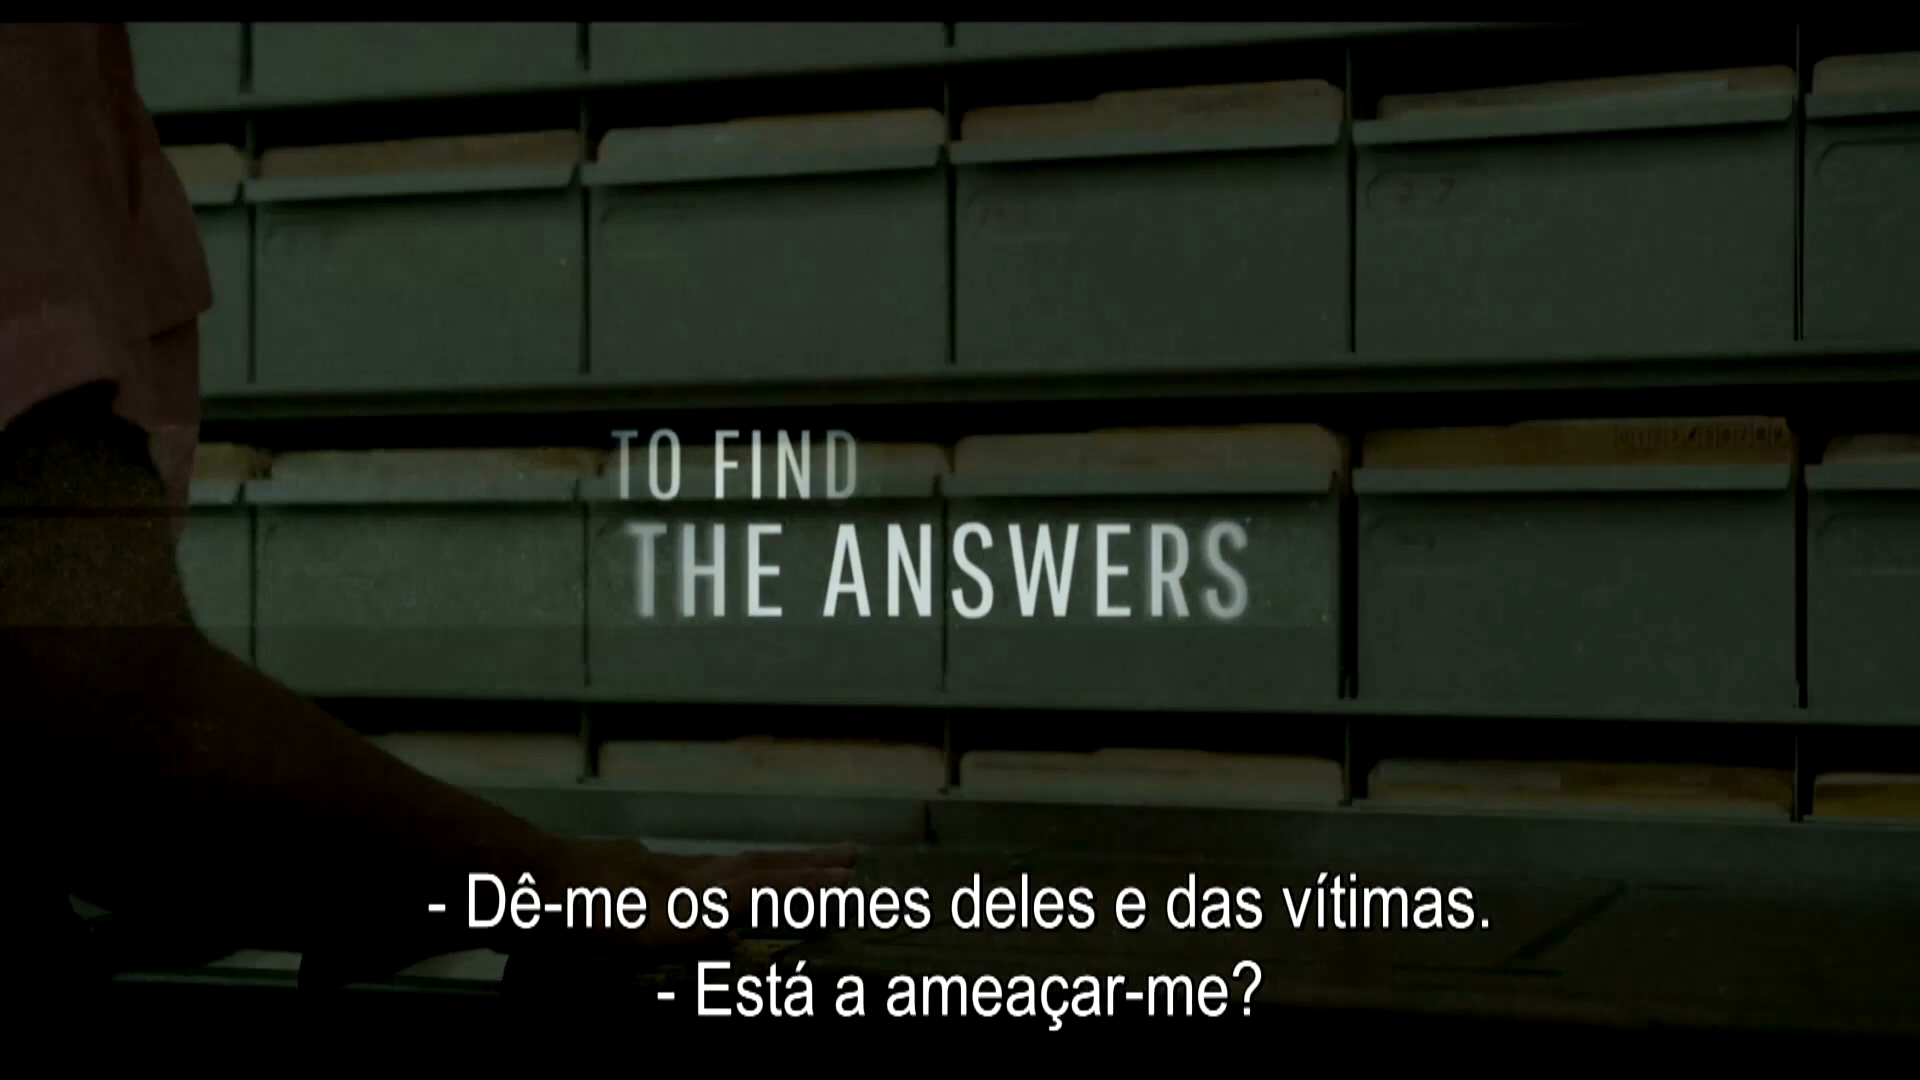 TO FIND
THE ANSWERS
- Dê-me os nomes deles e das vítimas.
- Está a ameaçar-me?